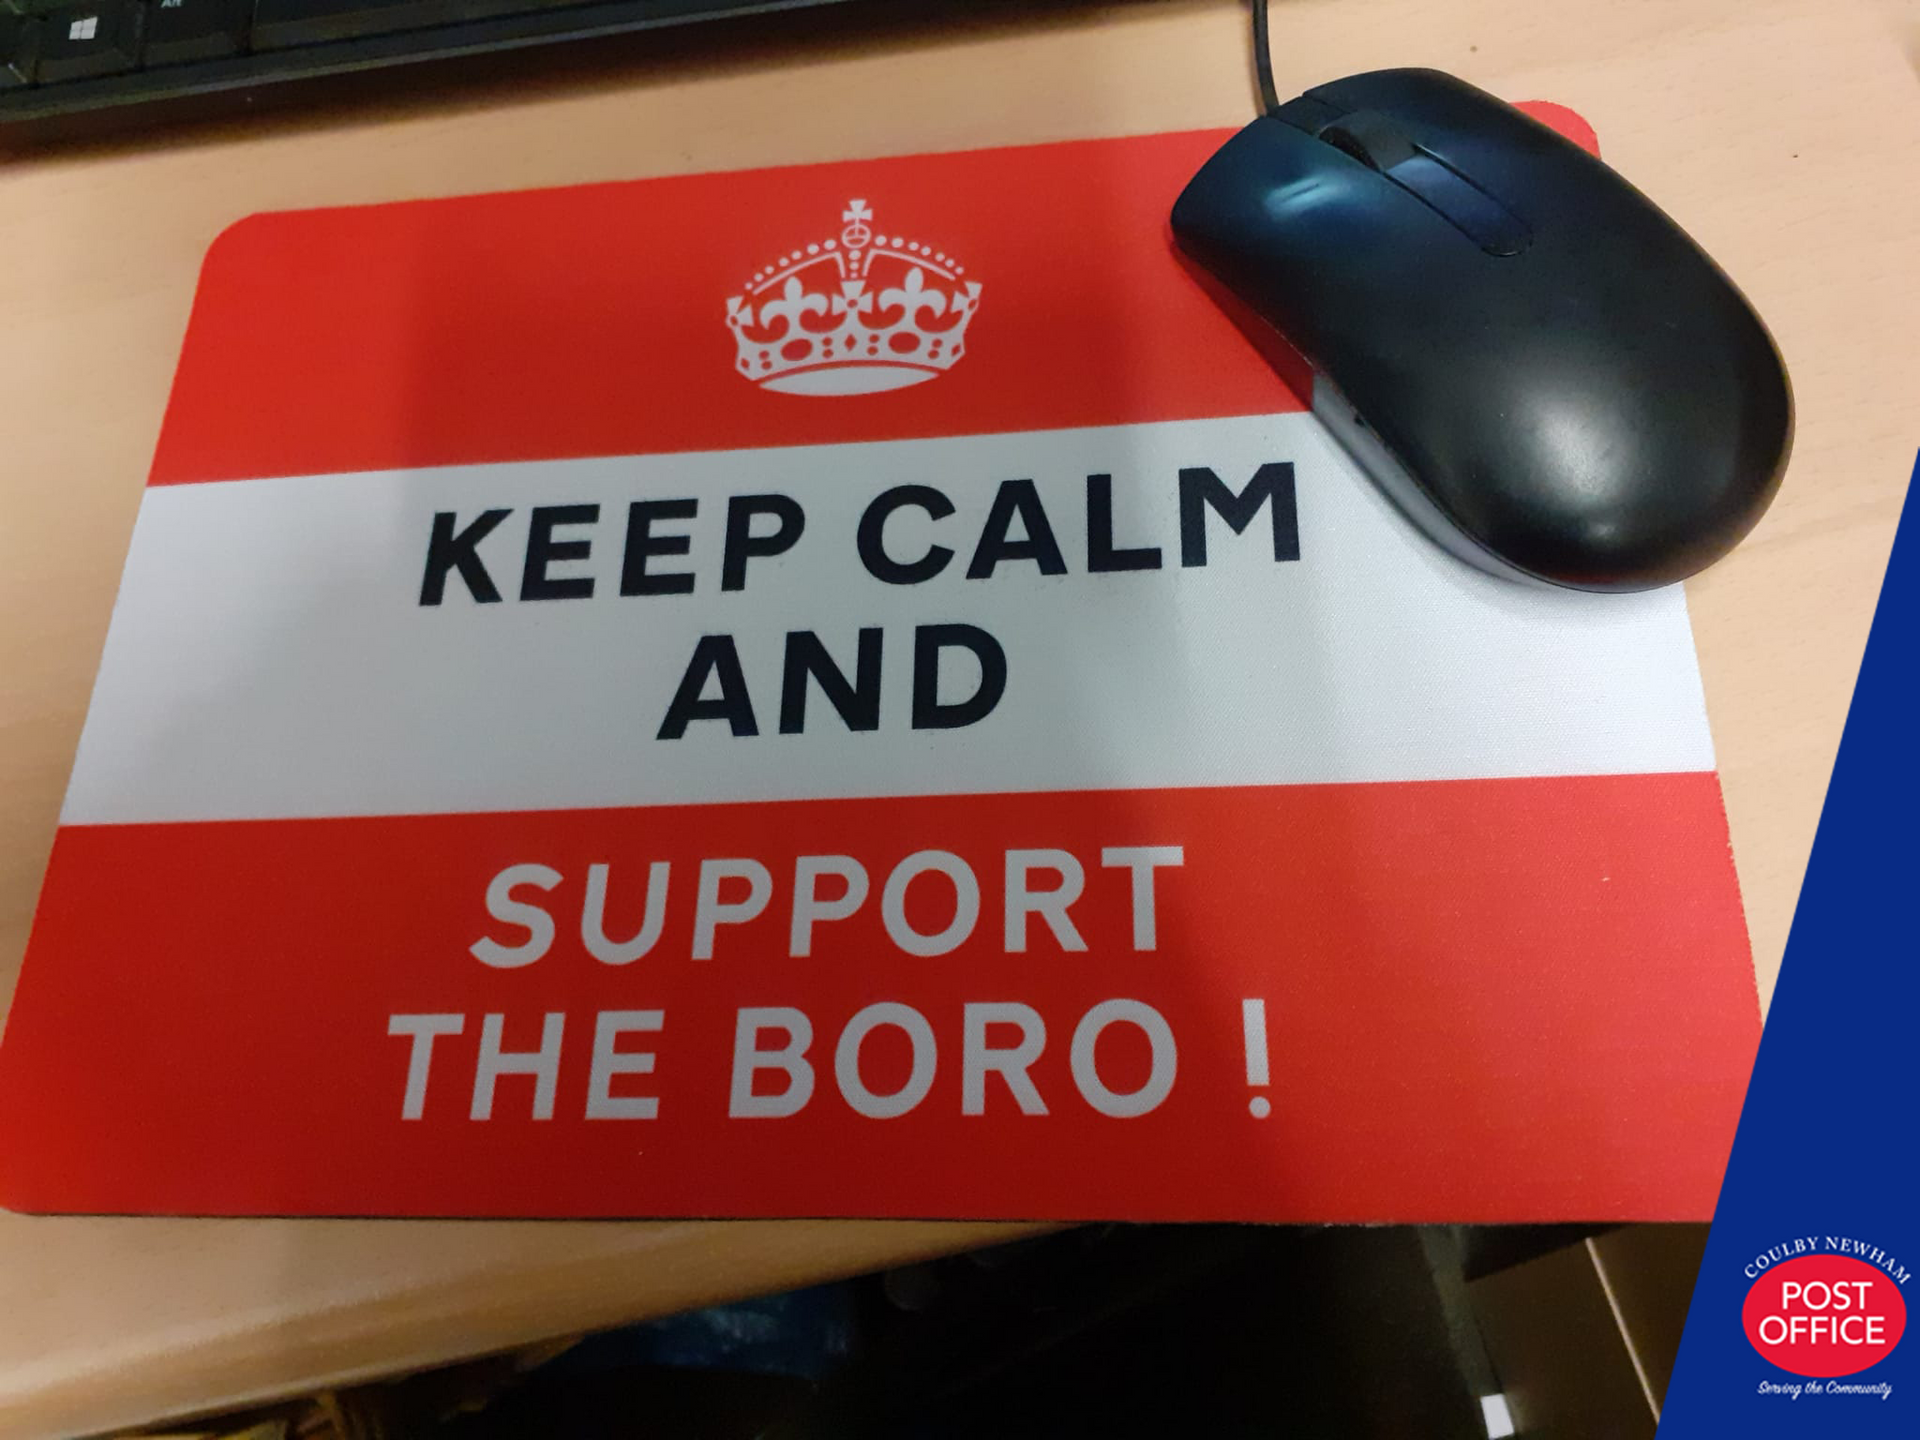 KEEP CALM
AND
SUPPORT
THE BORO !
COULBY NEWHAM
POST
OFFICE
Serving the Community